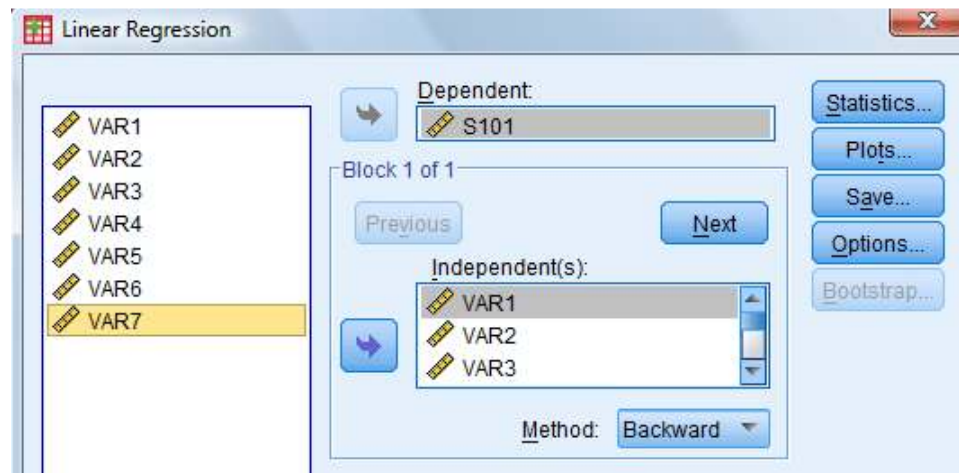 Linear Regression
VAR1
VAR2
VAR3
VAR4
VAR5
VAR6
VAR7
Dependent:
S101
Block 1 of 1
Previous
Next
Independent(s):
VAR1
VAR2
VAR3
Method: Backward
Statistics...
Plots...
Save...
Options...
Bootstrap...